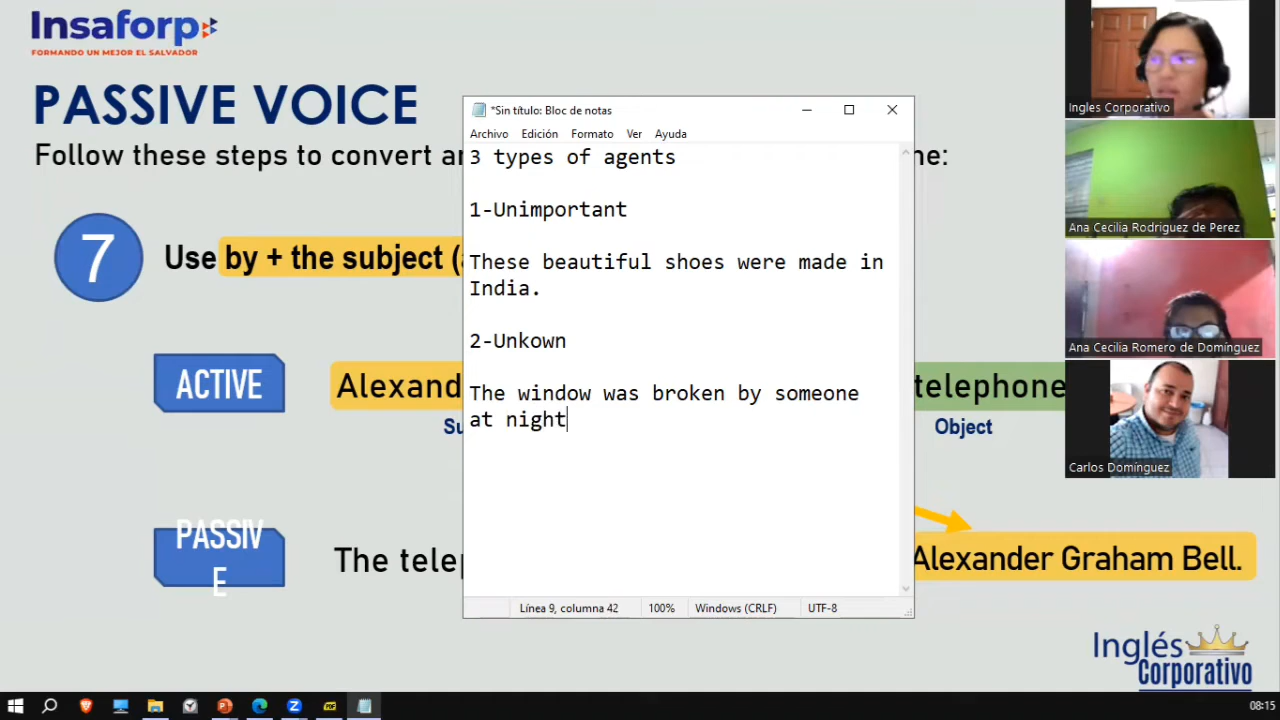 Insaforp
FORMANDO UN MEJOR EL SALVADOR
PASSIVE VOICE
Follow these steps to convert
ne:
7
Use by + the subject (
ACTIVE
Alexand
telephone
Su
Object
PASSIV
E
The tele
Alexander Graham Bell.
*Sin título: Bloc de notas
Archivo Edición Formato Ver Ayuda
3 types of agents
1-Unimportant
These beautiful shoes were made in
India.
2-Unkown
The window was broken by someone
at night
Línea 9, columna 42 100% Windows (CRLF) UTF-8
Ingles Corporativo
Ana Cecilia Rodriguez de Perez
Ana Cecilia Romero de Domínguez
Carlos Domínguez
Inglés
Corporativo
08:15